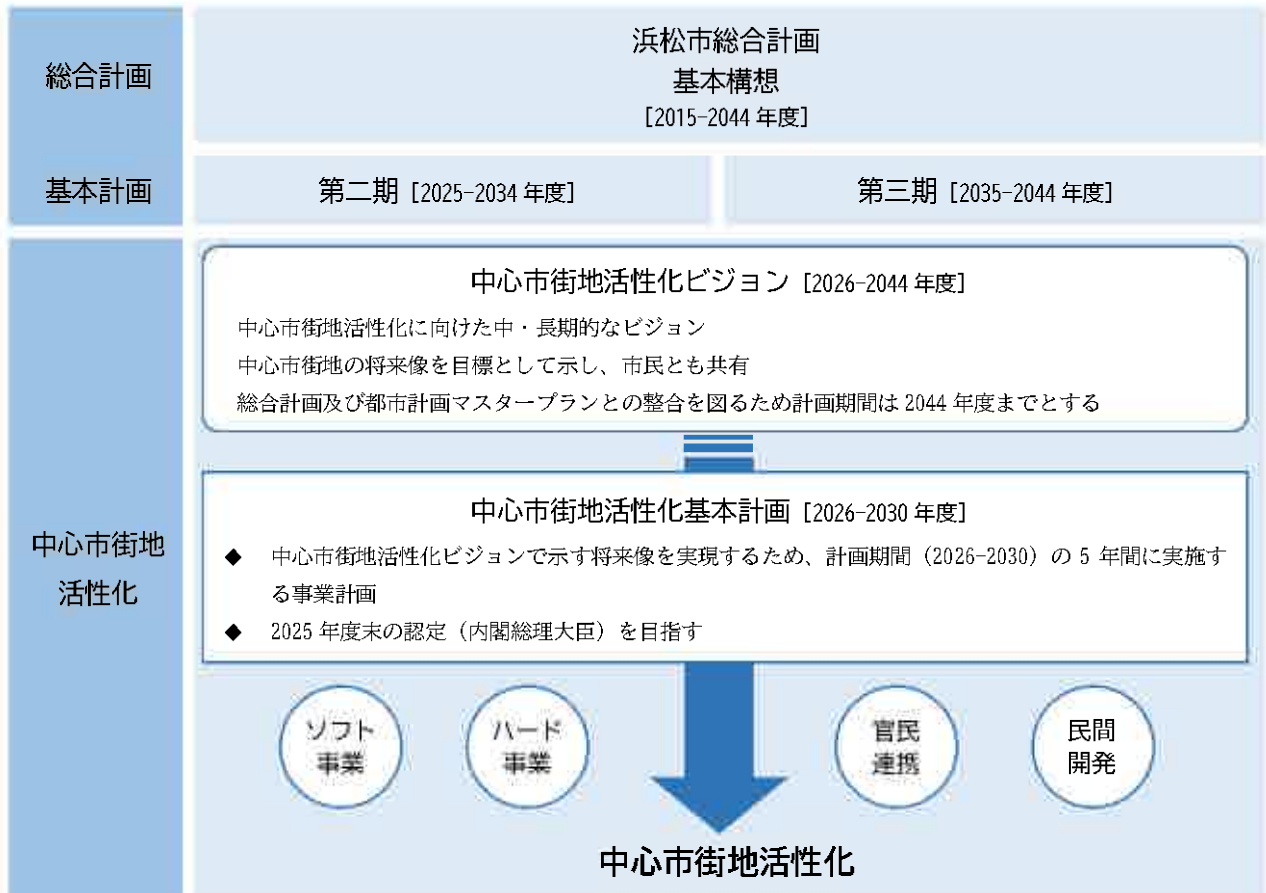 総合計画
浜松市総合計画
基本構想
[2015-2044 年度]
基本計画
第二期 [2025-2034 年度]
第三期 [2035-2044 年度]
中心市街地
活性化
中心市街地活性化ビジョン [2026-2044 年度]
中心市街地活性化に向けた中・長期的なビジョン
中心市街地の将来像を目標として示し、市民とも共有
総合計画及び都市計画マスタープランとの整合を図るため計画期間は 2044 年度までとする
中心市街地活性化基本計画 [2026-2030 年度]
◆ 中心市街地活性化ビジョンで示す将来像を実現するため、計画期間（2026-2030）の 5 年間に実施す
る事業計画
◆ 2025 年度末の認定（内閣総理大臣）を目指す
ソフト
事業
ハード
事業
官民
連携
民間
開発
中心市街地活性化